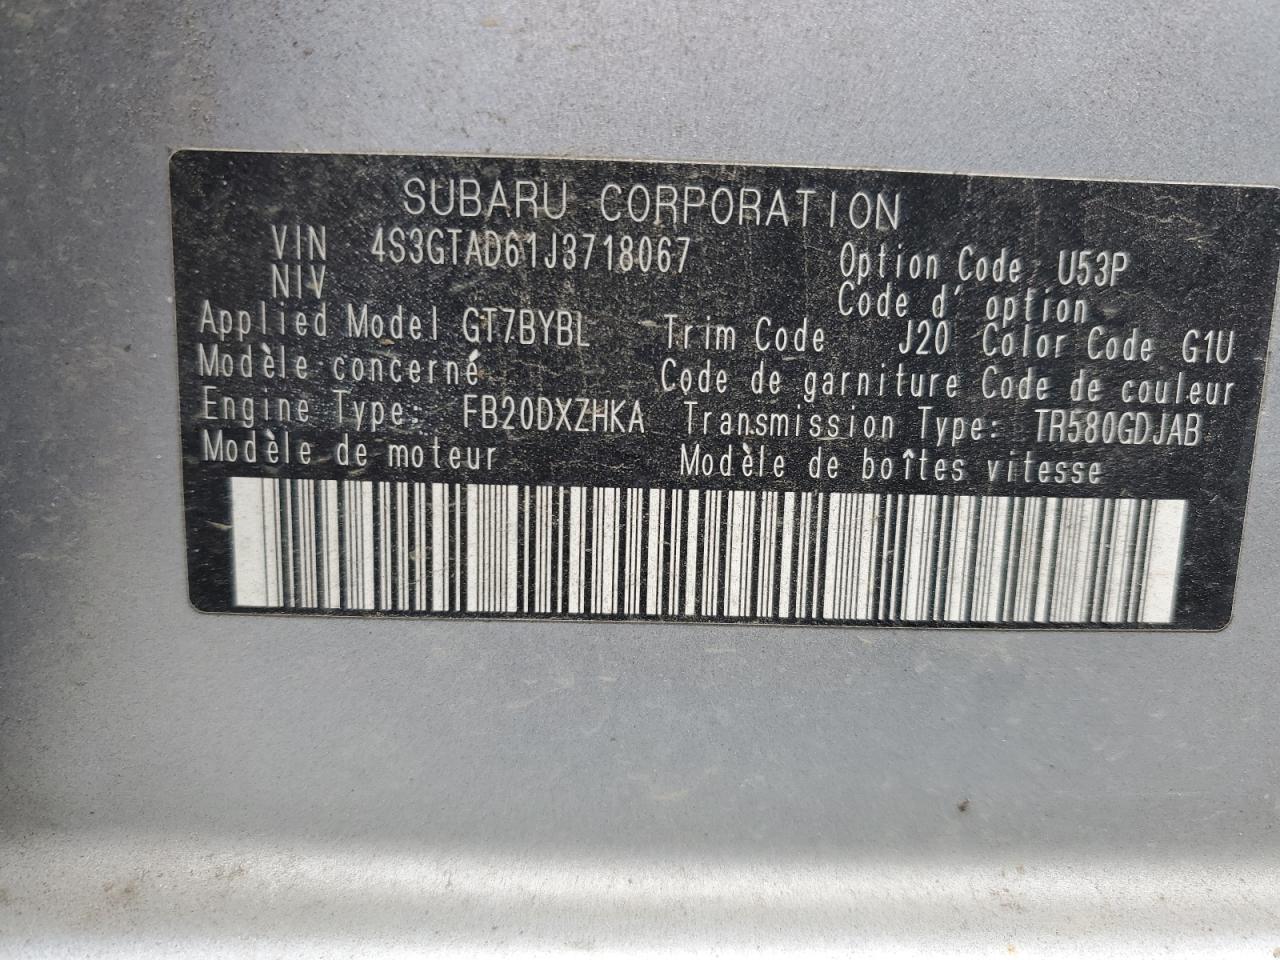 SUBARU CORPORATION
VIN 4S3GTAD61J3718067 Option Code U53P
NIV Code d' option
Applied Model GT7BYBL Trim Code J20 Color Code G1U
Modèle concerné Code de garniture Code de couleur
Engine Type: FB20DXZHKA Transmission Type: TR580GDJAB
Modèle de moteur Modèle de boîtes vitesse